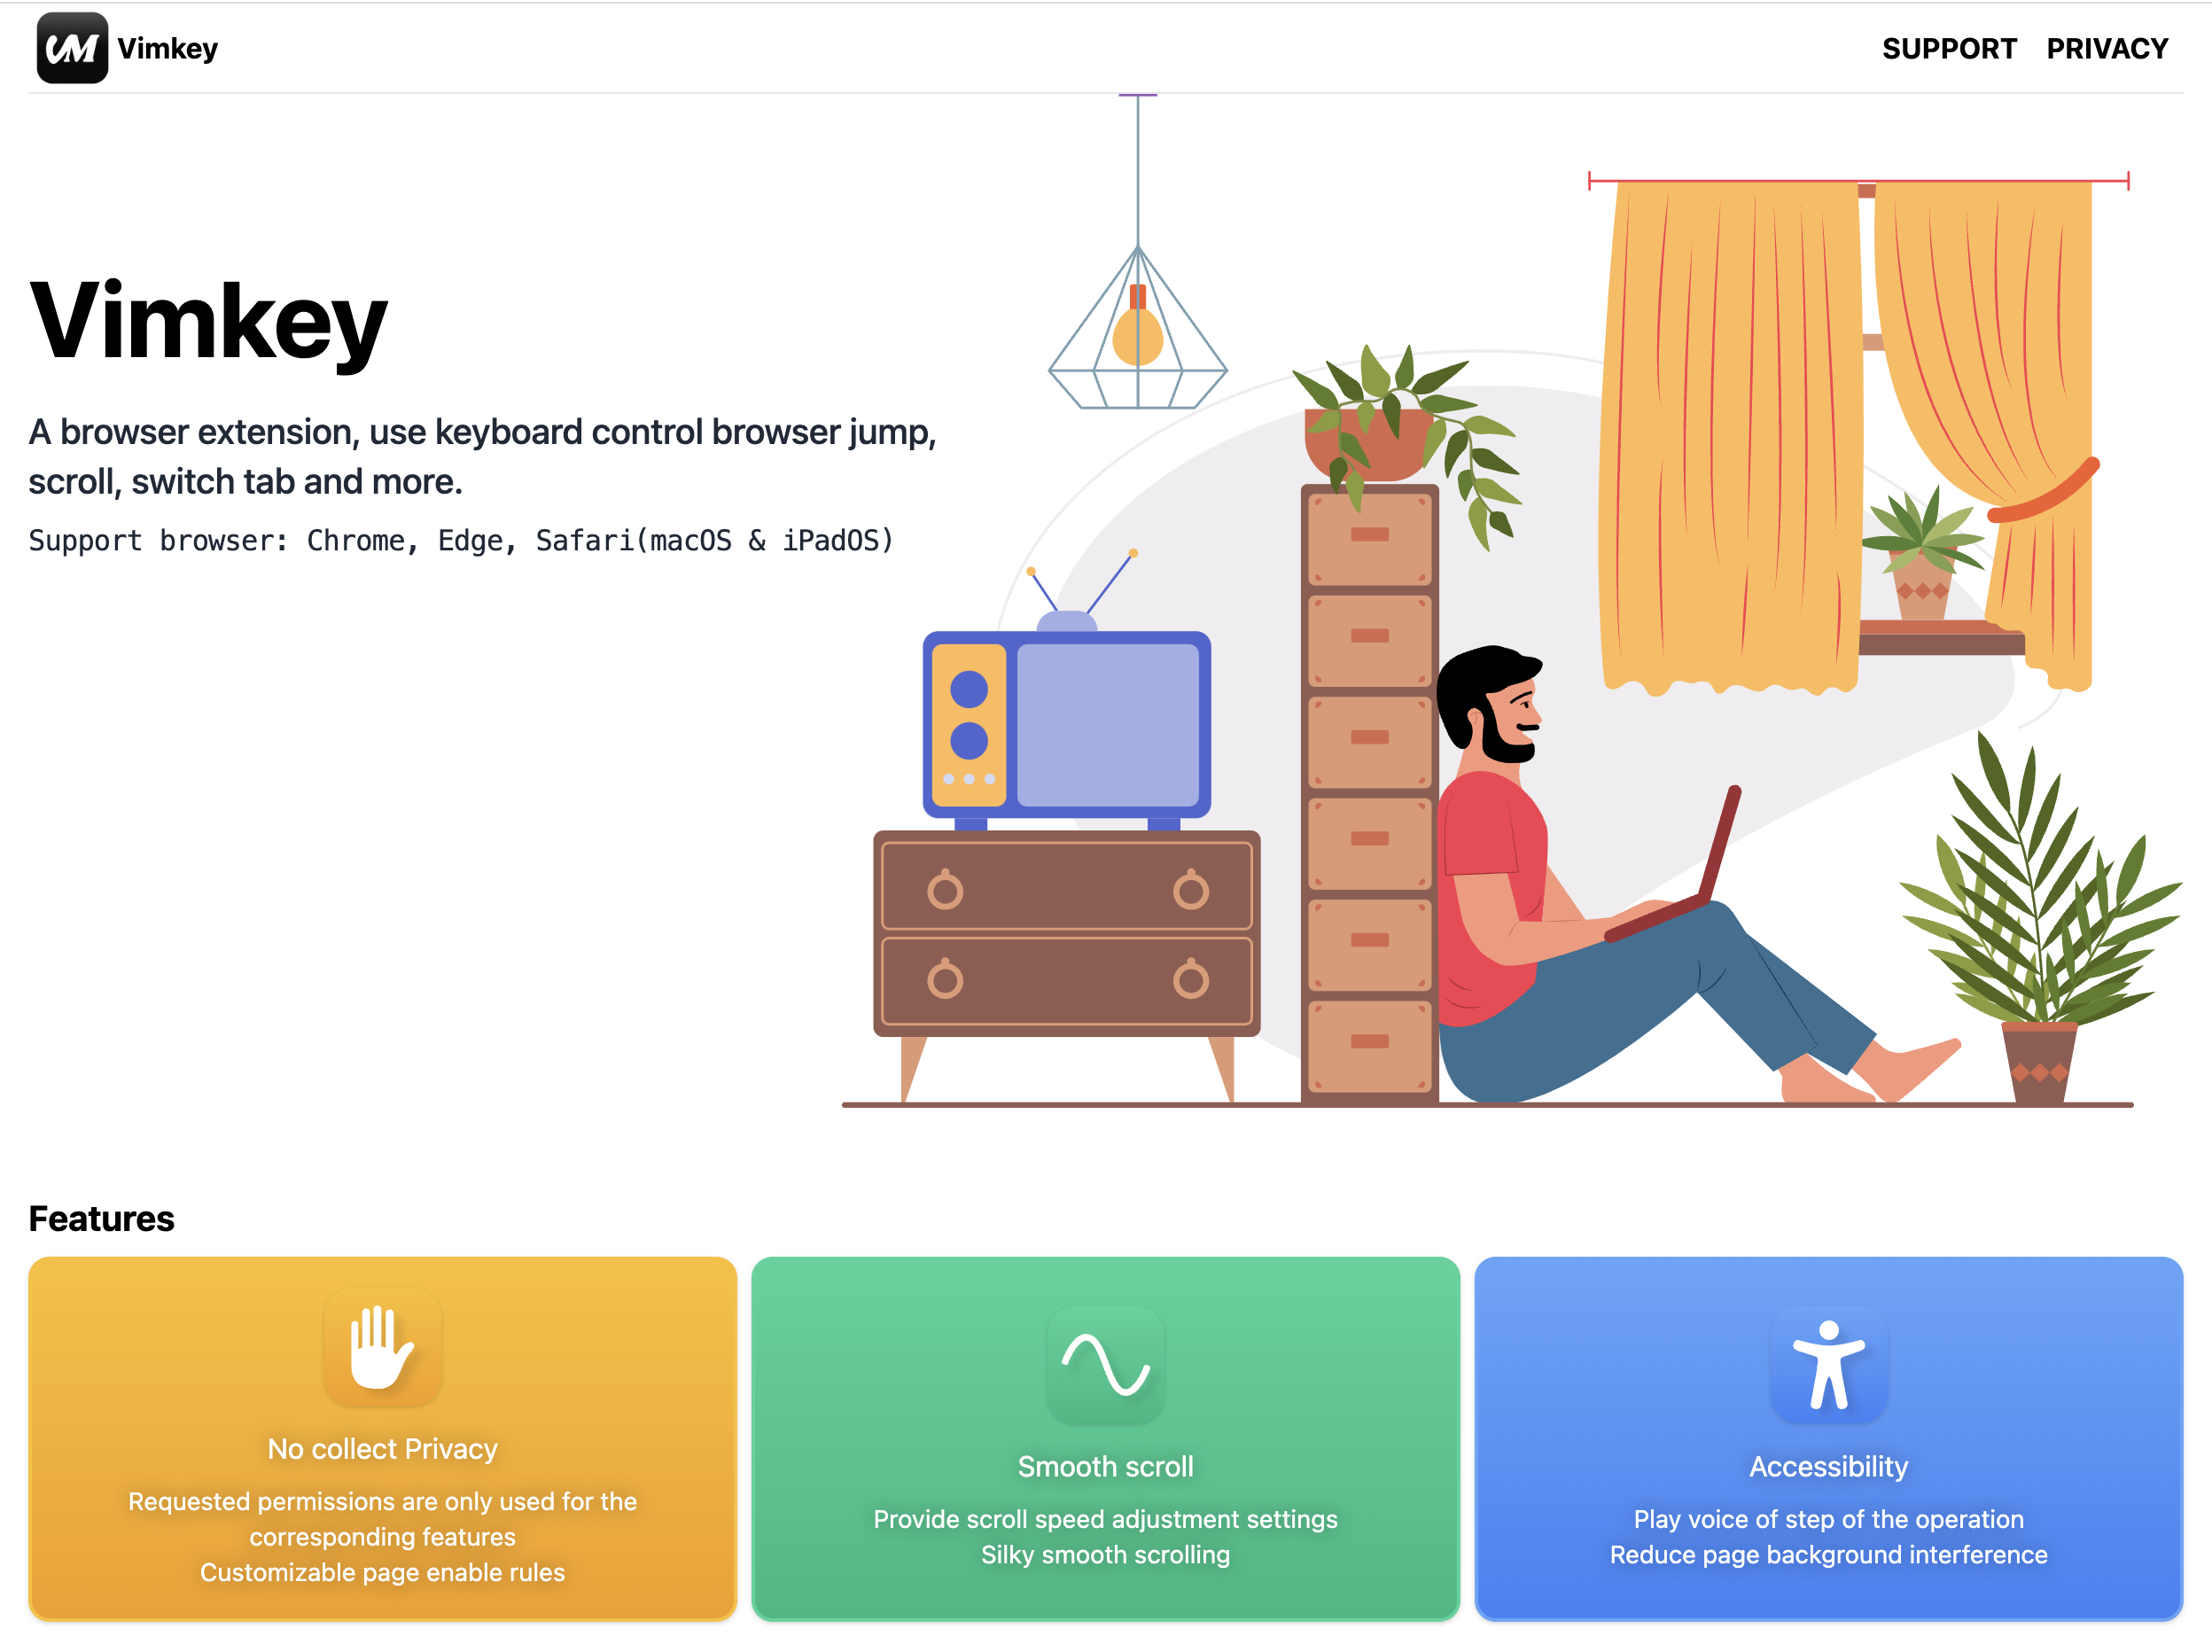 Vimkey
SUPPORT PRIVACY
Vimkey
A browser extension, use keyboard control browser jump,
scroll, switch tab and more.
Support browser: Chrome, Edge, Safari(macOS & iPadOS)
Features
No collect Privacy
Requested permissions are only used for the
corresponding features
Customizable page enable rules
Smooth scroll
Provide scroll speed adjustment settings
Silky smooth scrolling
Accessibility
Play voice of step of the operation
Reduce page background interference